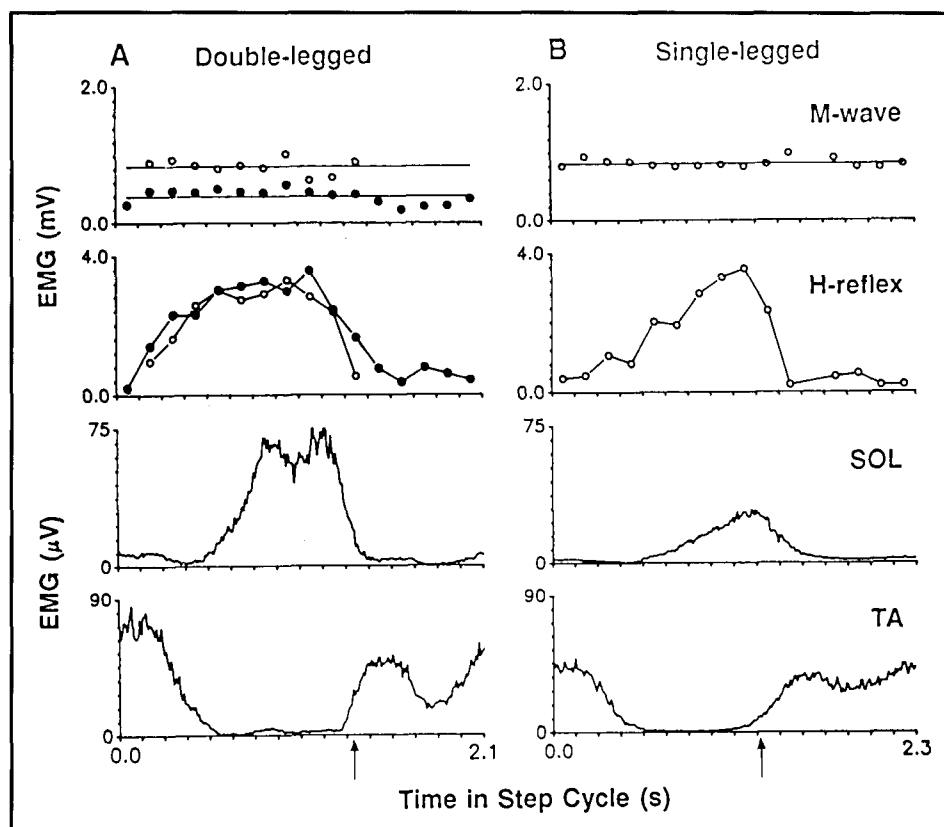 A Double-legged
B Single-legged
2.0
0.0
2.0
0.0
M-wave
EMG (mV)
4.0
0.0
4.0
0.0
H-reflex
75
0
75
0
SOL
EMG (µV)
90
0
90
0
TA
0.0
2.1
0.0
2.3
Time in Step Cycle (s)